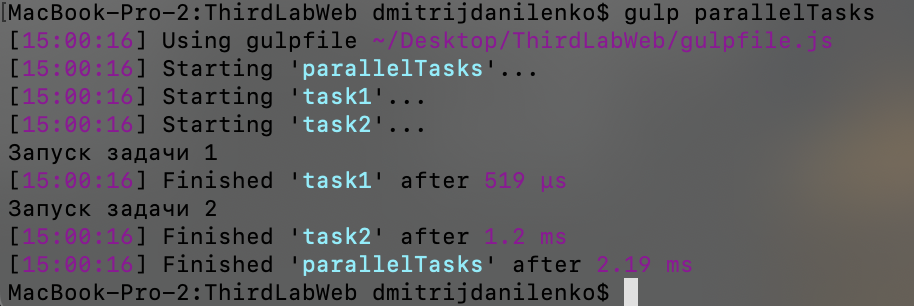 [MacBook-Pro-2:ThirdLabWeb dmitrijdanilenko$ gulp parallelTasks
[15:00:16] Using gulpfile ~/Desktop/ThirdLabWeb/gulpfile.js
[15:00:16] Starting 'parallelTasks'...
[15:00:16] Starting 'task1'...
[15:00:16] Starting 'task2'...
Запуск задачи 1
[15:00:16] Finished 'task1' after 519 μs
Запуск задачи 2
[15:00:16] Finished 'task2' after 1.2 ms
[15:00:16] Finished 'parallelTasks' after 2.19 ms
MacBook-Pro-2:ThirdLabWeb dmitrijdanilenko$